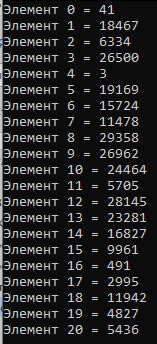 Элемент 0 = 41
Элемент 1 = 18467
Элемент 2 = 6334
Элемент 3 = 26500
Элемент 4 = 3
Элемент 5 = 19169
Элемент 6 = 15724
Элемент 7 = 11478
Элемент 8 = 29358
Элемент 9 = 26962
Элемент 10 = 24464
Элемент 11 = 5705
Элемент 12 = 28145
Элемент 13 = 23281
Элемент 14 = 16827
Элемент 15 = 9961
Элемент 16 = 491
Элемент 17 = 2995
Элемент 18 = 11942
Элемент 19 = 4827
Элемент 20 = 5436